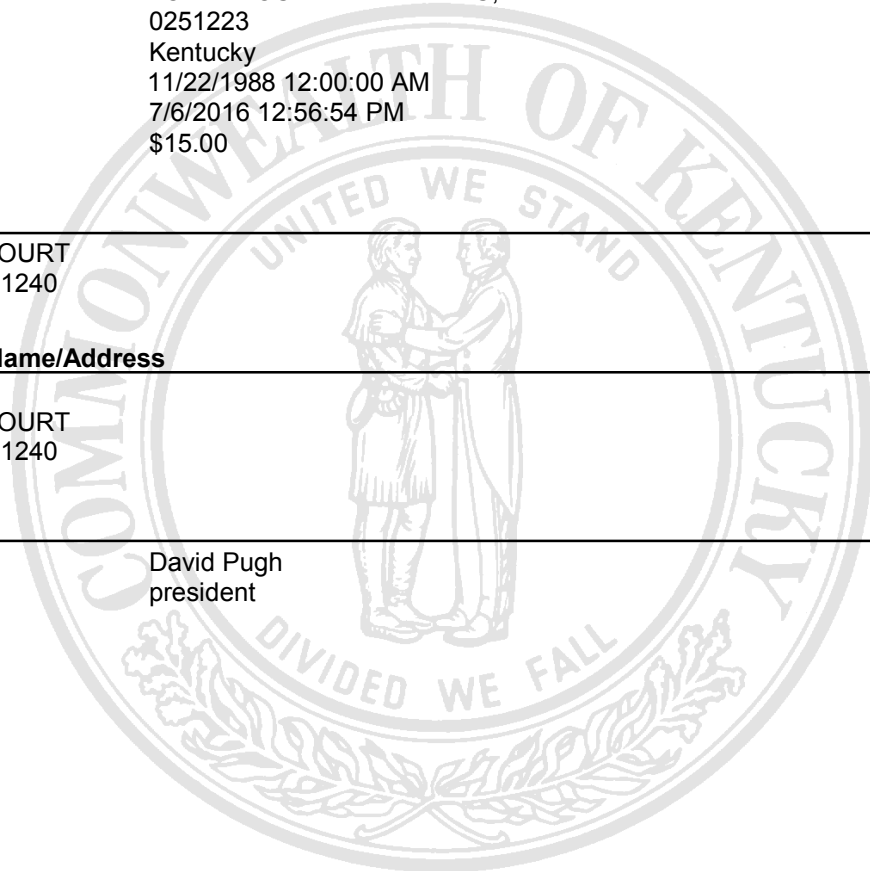 0251223
Kentucky
11/22/1988 12:00:00 AM
7/6/2016 12:56:54 PM
$15.00
COMMONWEALTH OF KENTUCKY
UNITED WE STAND
OURT
1240
ame/Address
OURT
1240
David Pugh
president
DIVIDED WE FALL